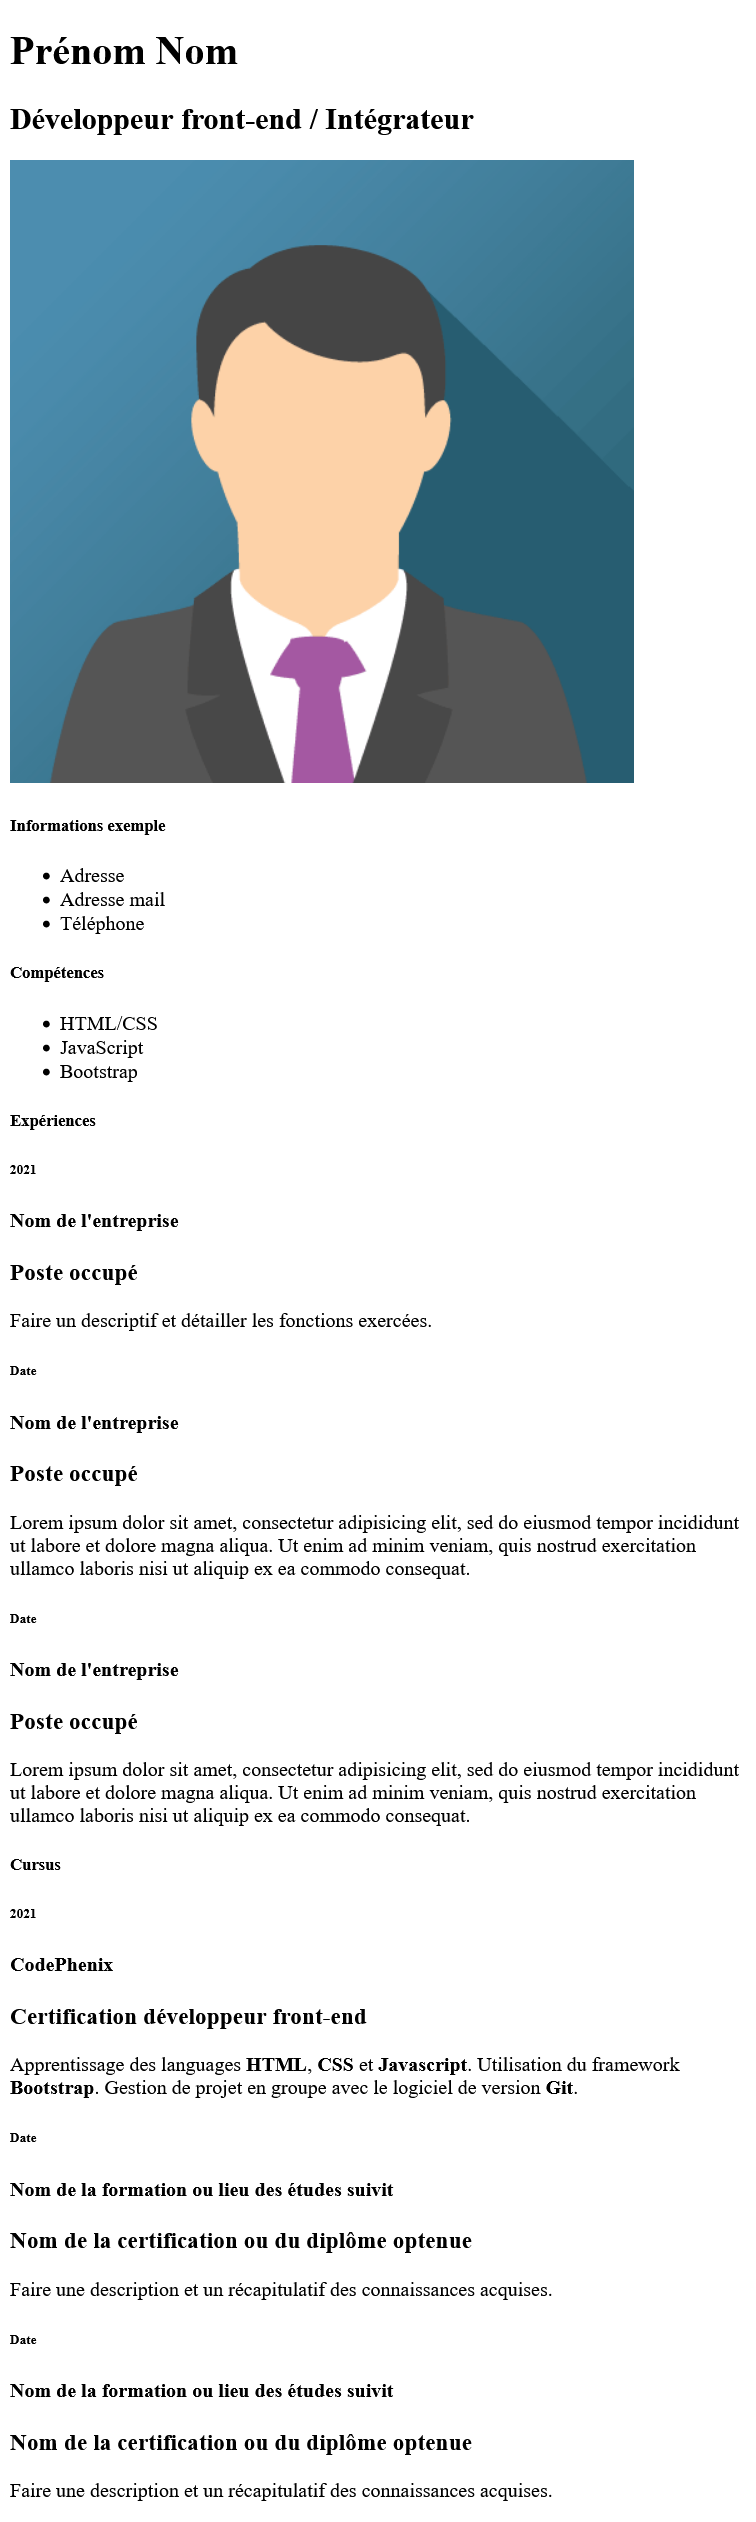 Prénom Nom
Développeur front-end / Intégrateur
Informations exemple
Adresse
Adresse mail
Téléphone
Compétences
HTML/CSS
JavaScript
Bootstrap
Expériences
2021
Nom de l'entreprise
Poste occupé
Faire un descriptif et détailler les fonctions exercées.
Date
Nom de l'entreprise
Poste occupé
Lorem ipsum dolor sit amet, consectetur adipisicing elit, sed do eiusmod tempor incididunt
ut labore et dolore magna aliqua. Ut enim ad minim veniam, quis nostrud exercitation
ullamco laboris nisi ut aliquip ex ea commodo consequat.
Date
Nom de l'entreprise
Poste occupé
Lorem ipsum dolor sit amet, consectetur adipisicing elit, sed do eiusmod tempor incididunt
ut labore et dolore magna aliqua. Ut enim ad minim veniam, quis nostrud exercitation
ullamco laboris nisi ut aliquip ex ea commodo consequat.
Cursus
2021
CodePhenix
Certification développeur front-end
Apprentissage des languages HTML, CSS et Javascript. Utilisation du framework
Bootstrap. Gestion de projet en groupe avec le logiciel de version Git.
Date
Nom de la formation ou lieu des études suivit
Nom de la certification ou du diplôme optenue
Faire une description et un récapitulatif des connaissances acquises.
Date
Nom de la formation ou lieu des études suivit
Nom de la certification ou du diplôme optenue
Faire une description et un récapitulatif des connaissances acquises.